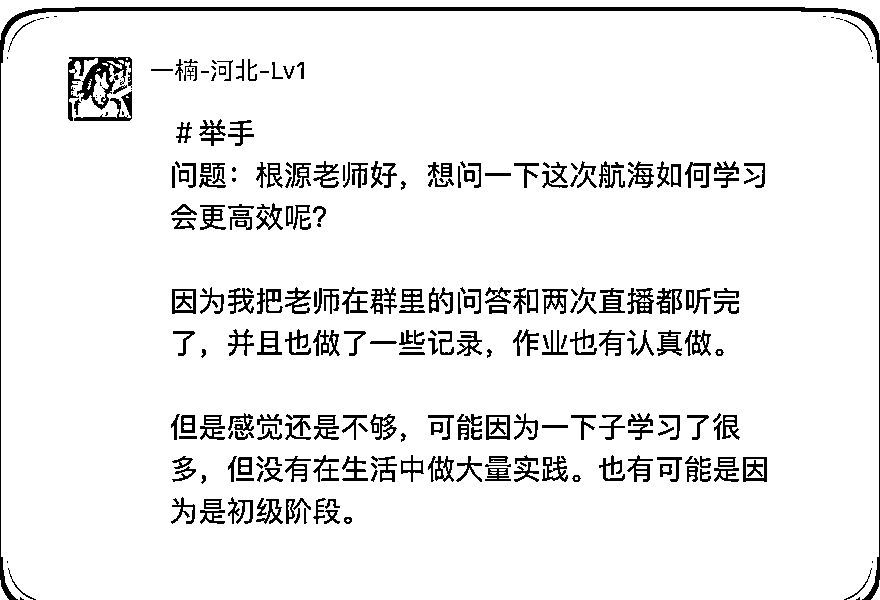 一楠-河北-Lv1
#举手
问题：根源老师好，想问一下这次航海如何学习
会更高效呢?
因为我把老师在群里的问答和两次直播都听完
了，并且也做了一些记录，作业也有认真做。
但是感觉还是不够，可能因为一下子学习了很
多，但没有在生活中做大量实践。也有可能是因
为是初级阶段。